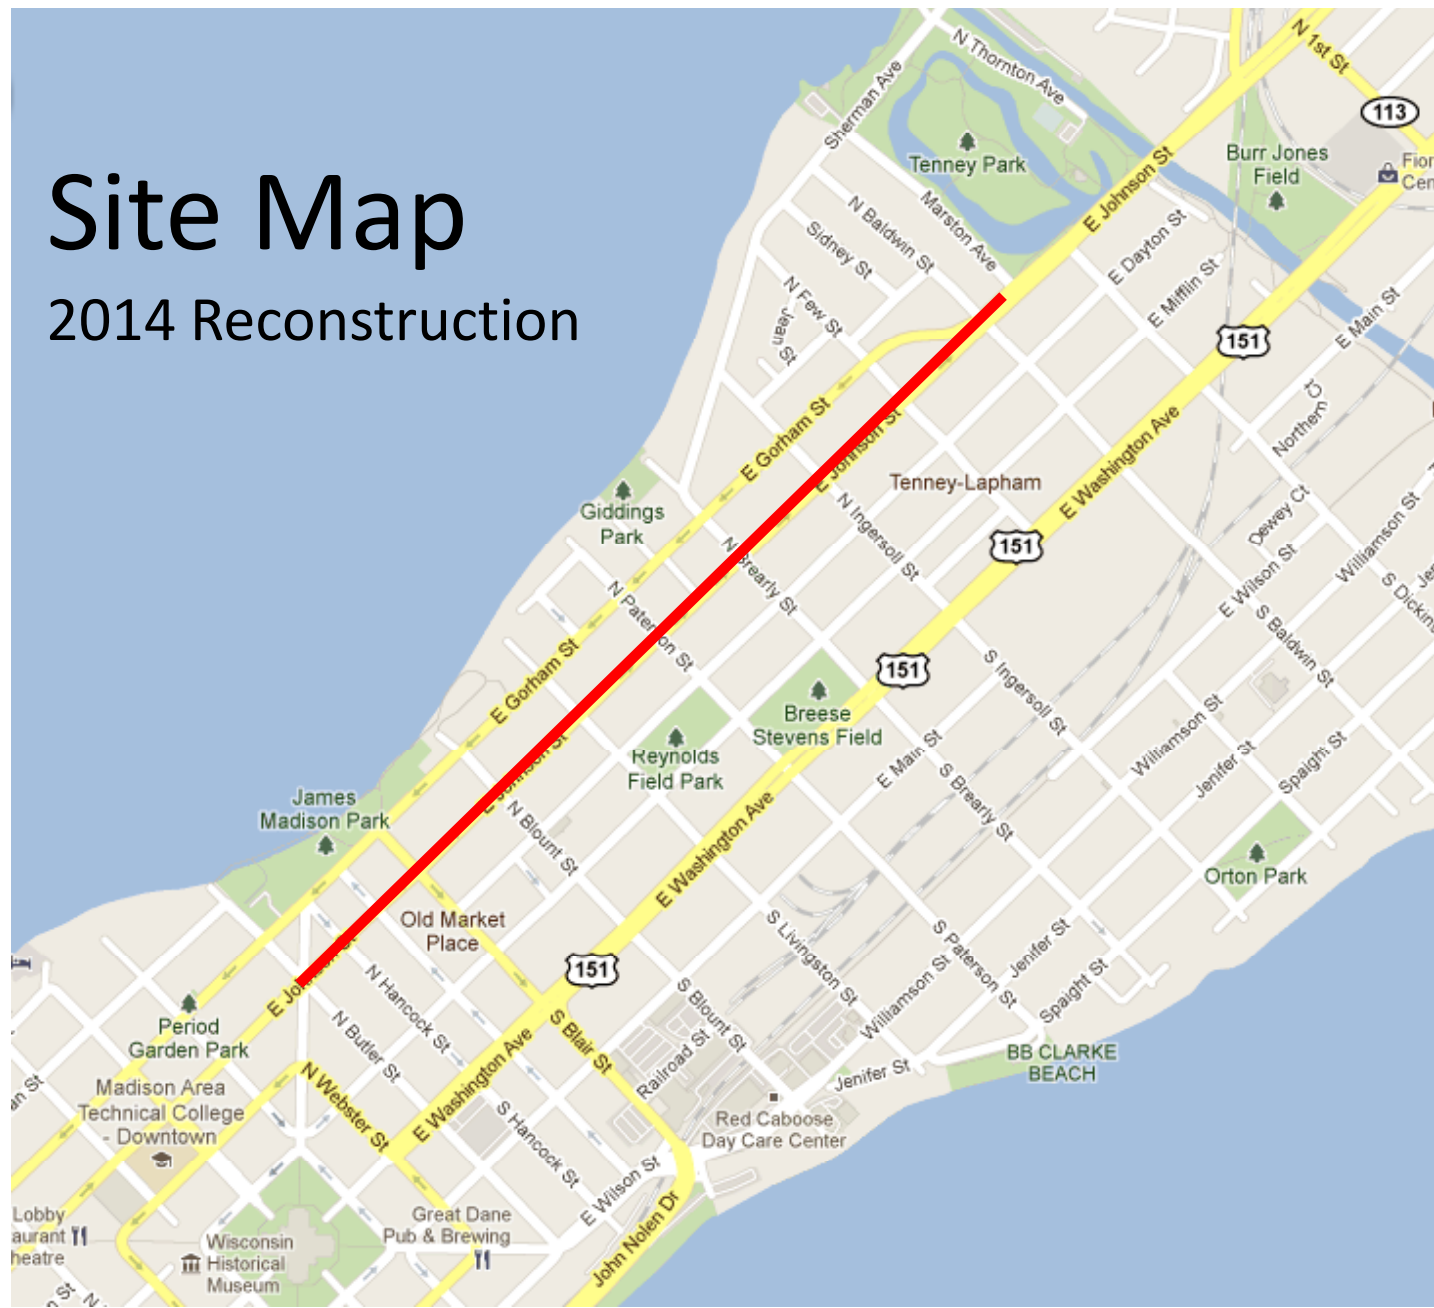 Site Map
2014 Reconstruction
N 1st St
N Thornton Ave
Sherman Ave
113
Tenney Park
Burr Jones
Field
E Johnson St
Marston Ave
N Baldwin St
Sidney St
E Dayton St
E Mifflin St
N Few St
Jean St
151
E Main St
E Gorham St
E Johnson St
Northern Ct
E Washington Ave
Tenney-Lapham
Giddings
Park
N Ingersoll St
Dewey Ct
151
Williamson St
N Brearly St
E Wilson St
S Baldwin St
N Paterson St
E Gorham St
151
S Ingersoll St
Breese
Stevens Field
Reynolds
Field Park
E Main St
Williamson St
Jenifer St
Spaight St
S Brearly St
James
Madison Park
N Blount St
E Washington Ave
Orton Park
Old Market
Place
S Livingston St
S Paterson St
Jenifer St
Williamson St
Spaight St
151
N Hancock St
S Blount St
E Johnson St
N Butler St
Period
Garden Park
S Blair St
Railroad St
BB CLARKE
BEACH
Jenifer St
N Webster St
E Washington Ave
Madison Area
Technical College
- Downtown
S Hancock St
Red Caboose
Day Care Center
E Wilson St
Lobby
Great Dane
Pub & Brewing
John Nolen Dr
Wisconsin
Historical
Museum